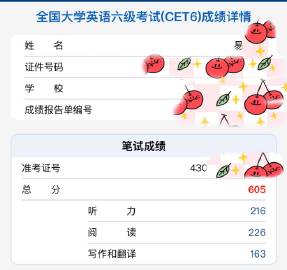 全国大学英语六级考试(CET6)成绩详情
姓 名 易
证件号码
学 校
成绩报告单编号
笔试成绩
准考证号 430
总 分 605
听 力 216
阅 读 226
写作和翻译 163